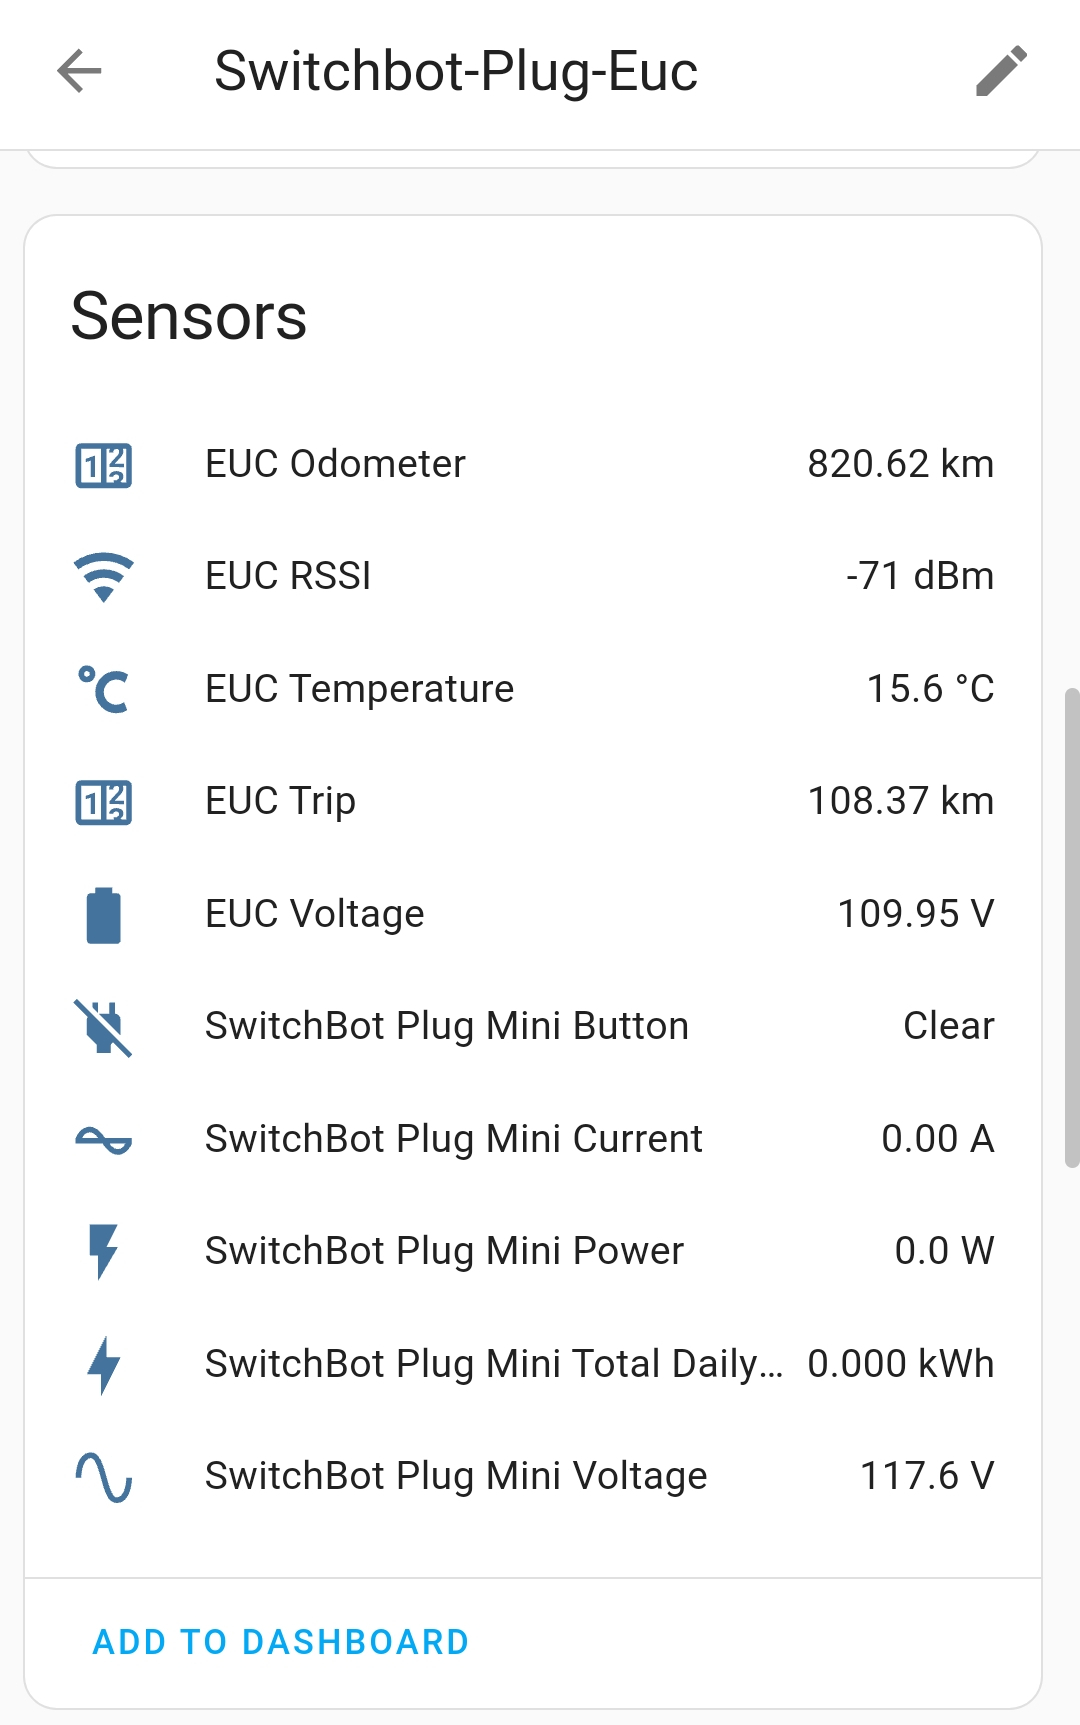 Switchbot-Plug-Euc
Sensors
EUC Odometer 820.62 km
EUC RSSI -71 dBm
EUC Temperature 15.6 °C
EUC Trip 108.37 km
EUC Voltage 109.95 V
SwitchBot Plug Mini Button Clear
SwitchBot Plug Mini Current 0.00 A
SwitchBot Plug Mini Power 0.0 W
SwitchBot Plug Mini Total Daily... 0.000 kWh
SwitchBot Plug Mini Voltage 117.6 V
ADD TO DASHBOARD